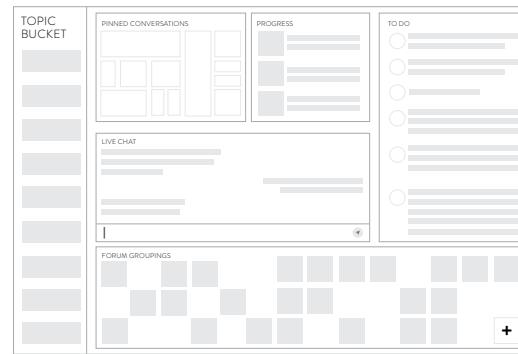 TOPIC
BUCKET
PINNED CONVERSATIONS
PROGRESS
TO DO
LIVE CHAT
FORUM GROUPINGS
+